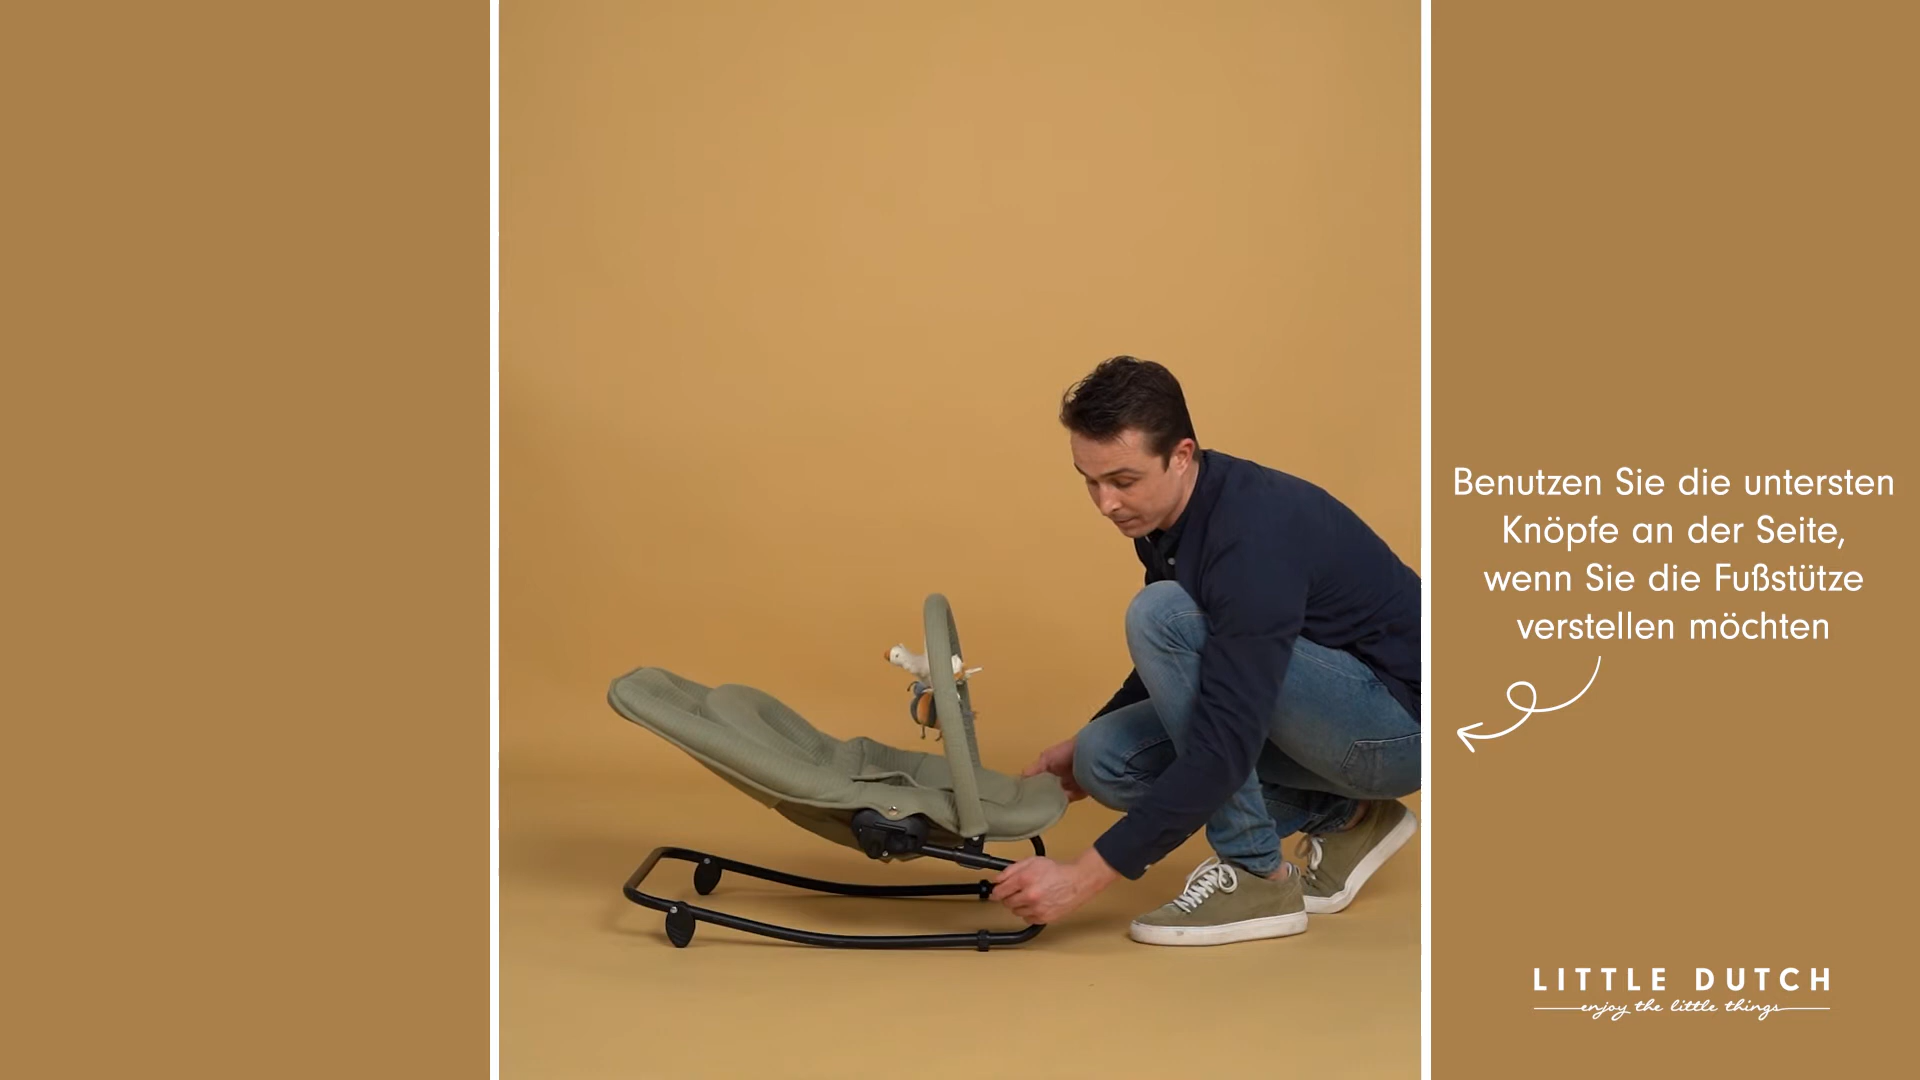 Benutzen Sie die untersten
Knöpfe an der Seite,
wenn Sie die Fußstütze
verstellen möchten
LITTLE DUTCH
enjoy the little things